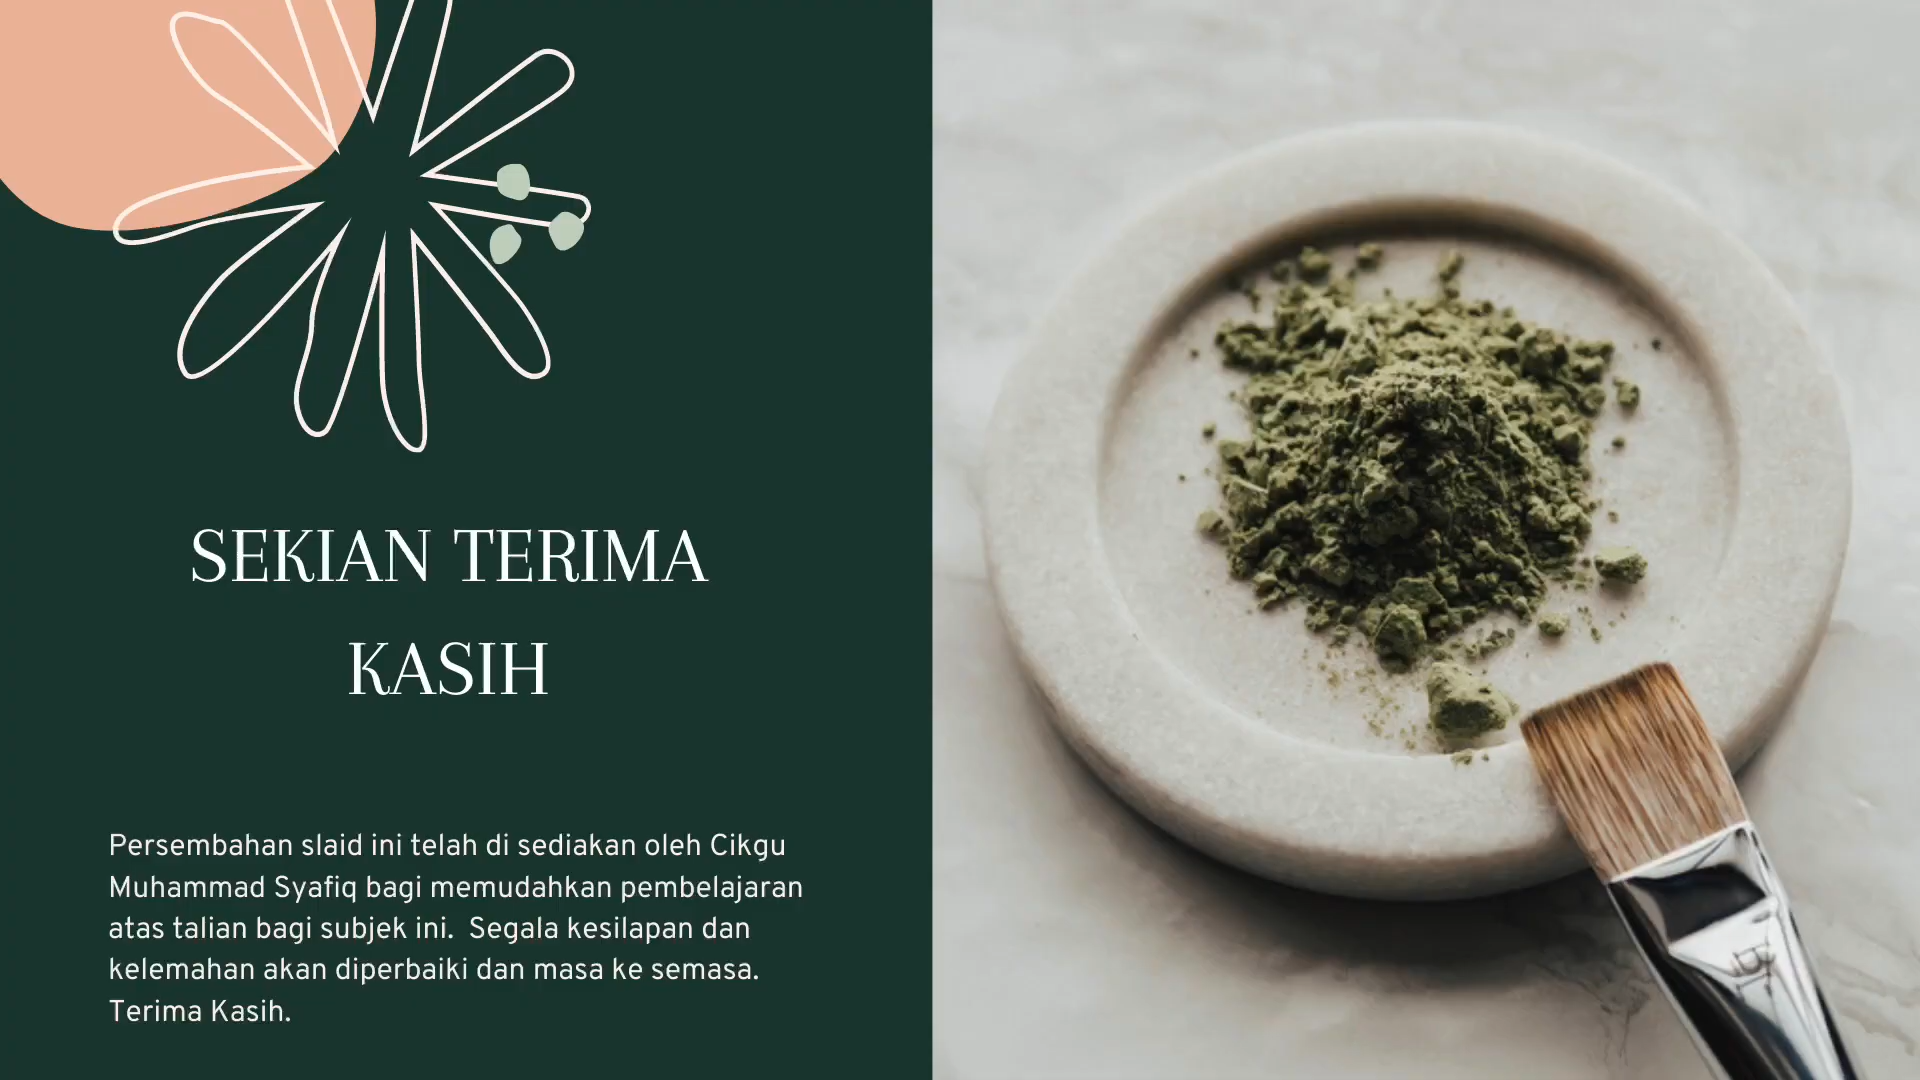 SEKIAN TERIMA
KASIH
Persembahan slaid ini telah di sediakan oleh Cikgu
Muhammad Syafiq bagi memudahkan pembelajaran
atas talian bagi subjek ini.  Segala kesilapan dan
kelemahan akan diperbaiki dan masa ke semasa.
Terima Kasih.